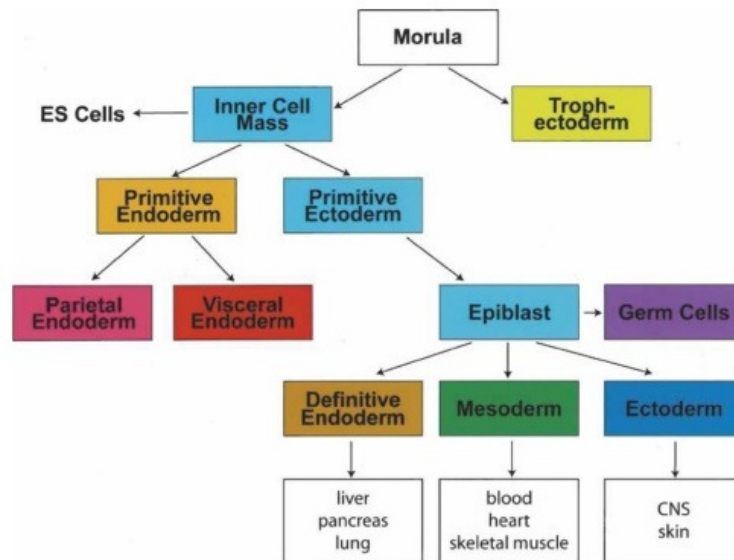 Morula
ES Cells
Inner Cell
Mass
Troph-
ectoderm
Primitive
Endoderm
Primitive
Ectoderm
Parietal
Endoderm
Visceral
Endoderm
Epiblast
Germ Cells
Definitive
Endoderm
Mesoderm
Ectoderm
liver
pancreas
lung
blood
heart
skeletal muscle
CNS
skin